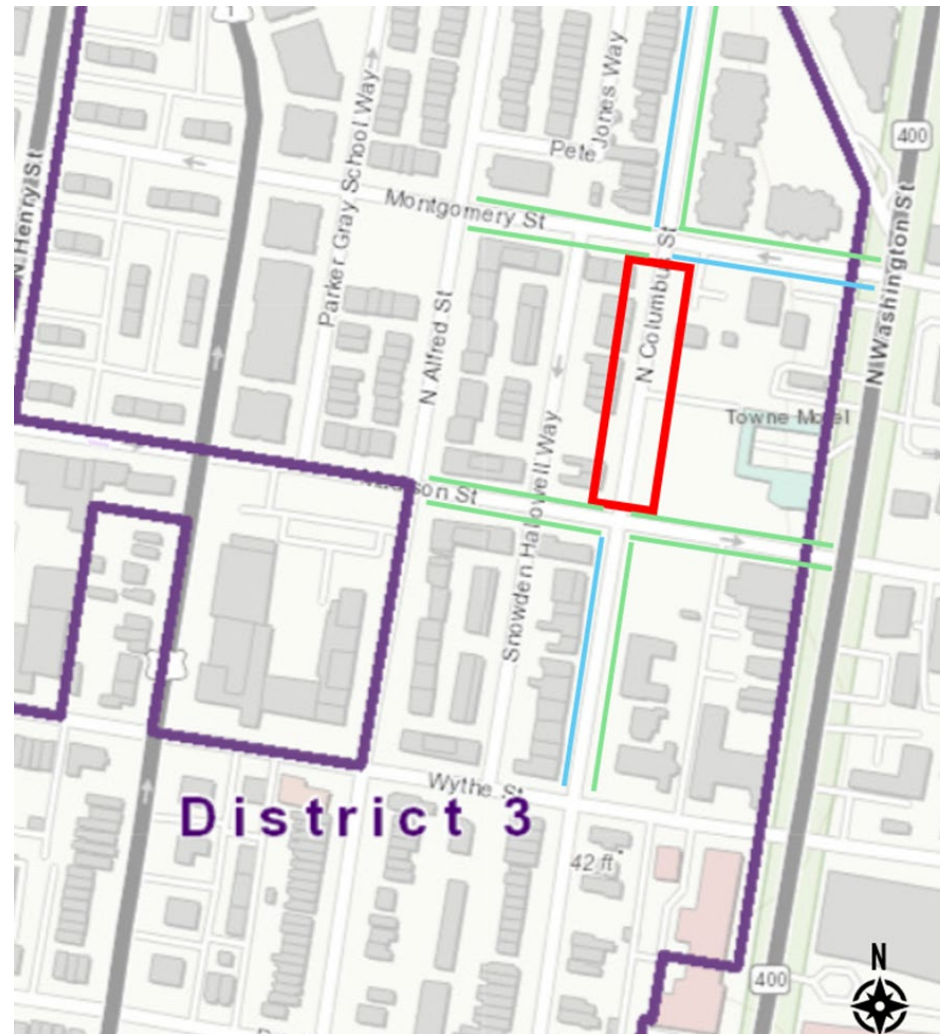 1
400
N Henry St
Parker Gray School Way
Pete Jones Way
Montgomery St
N Columbus St
N Washington St
N Alfred St
Towne Motel
Snowden Hallowell Way
Wythe St
District 3
42 ft
400
N